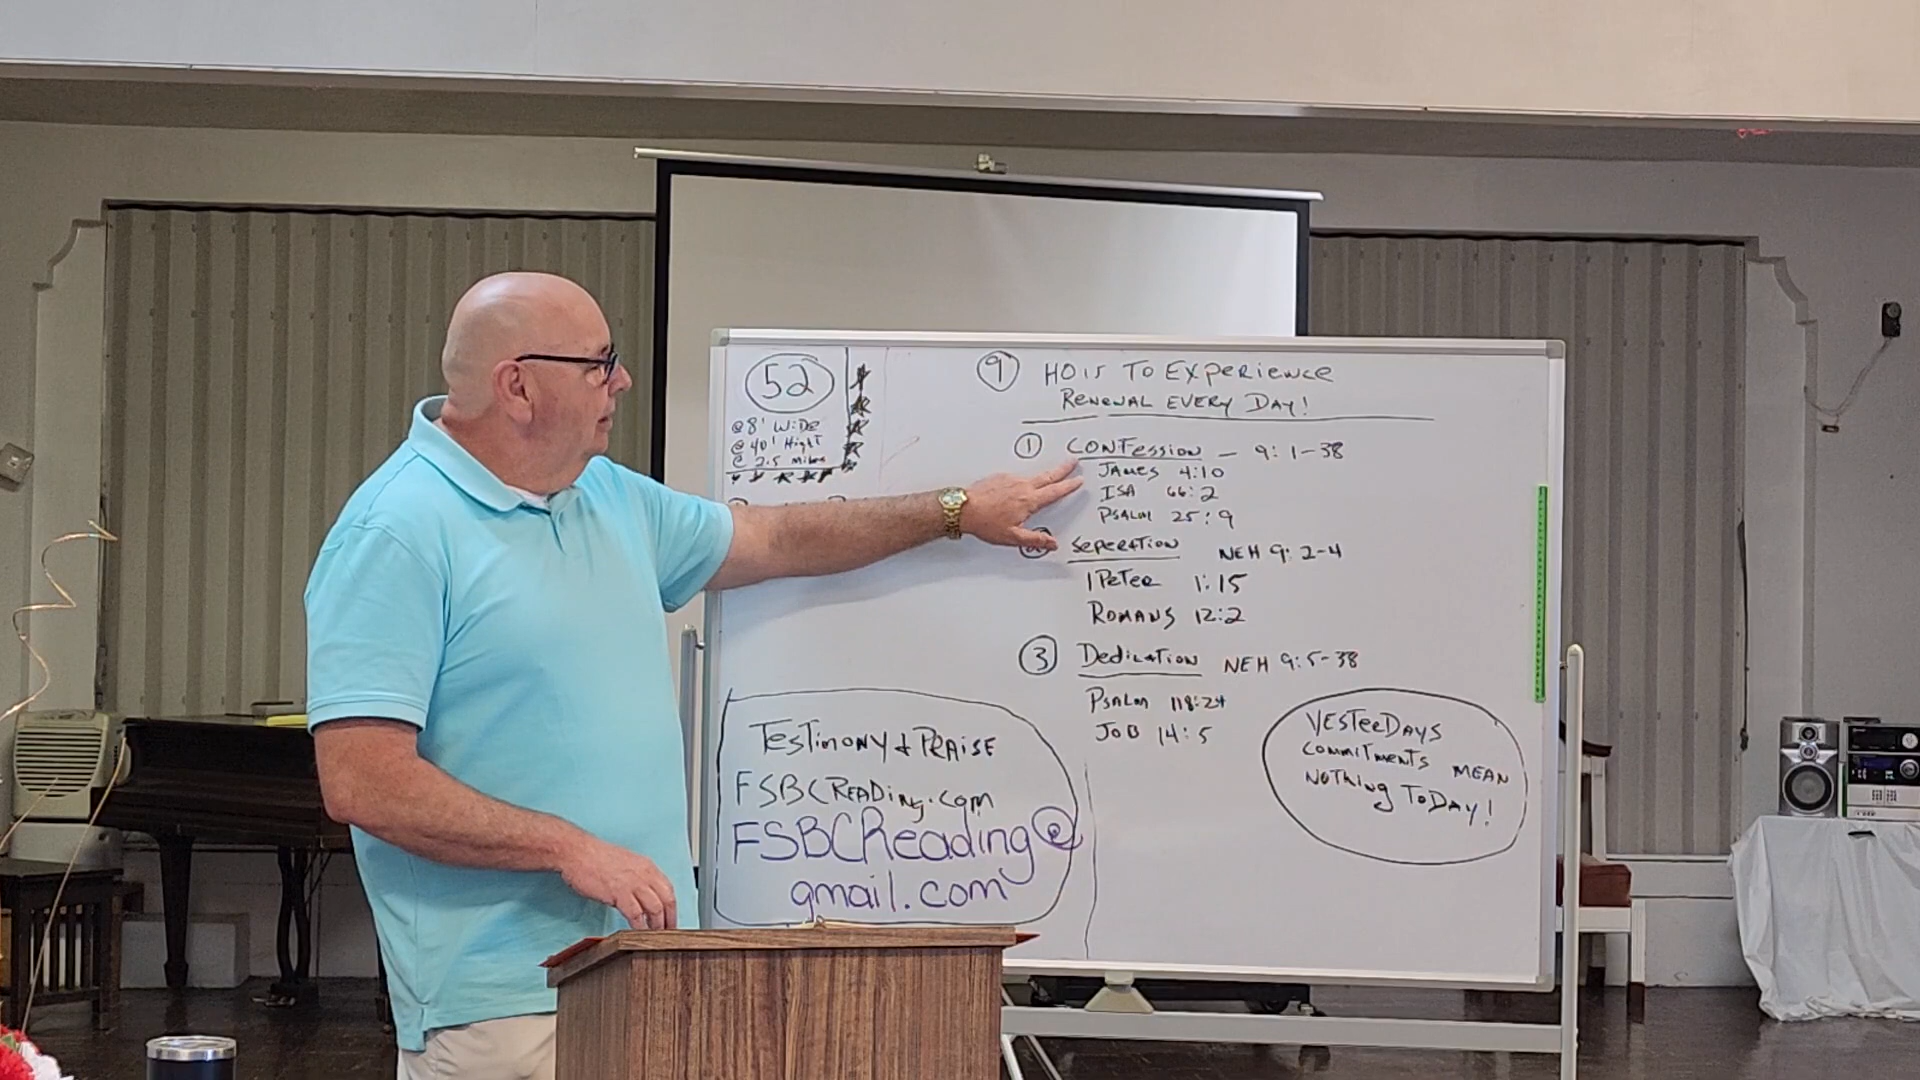 52
@ 8' WiDe
@ 40' HighT
@ 2.5 Miles
9 HOW TO EXPERIENCE
RENEWAL EVERY DAY!
1 CONFession — 9:1-38
JAMES 4:10
ISA 66:2
PSALM 25:9
2 SeperATion NEH 9:2-4
1 PeTer 1:15
ROMANS 12:2
3 DedicATion NEH 9:5-38
PSALM 118:24
JOB 14:5
YESTerDAYS
COMMITMENTS MEAN
NOTHing TODAY!
TesTimony & PRAISE
FSBCREADing.com
FSBCReading@
gmail.com